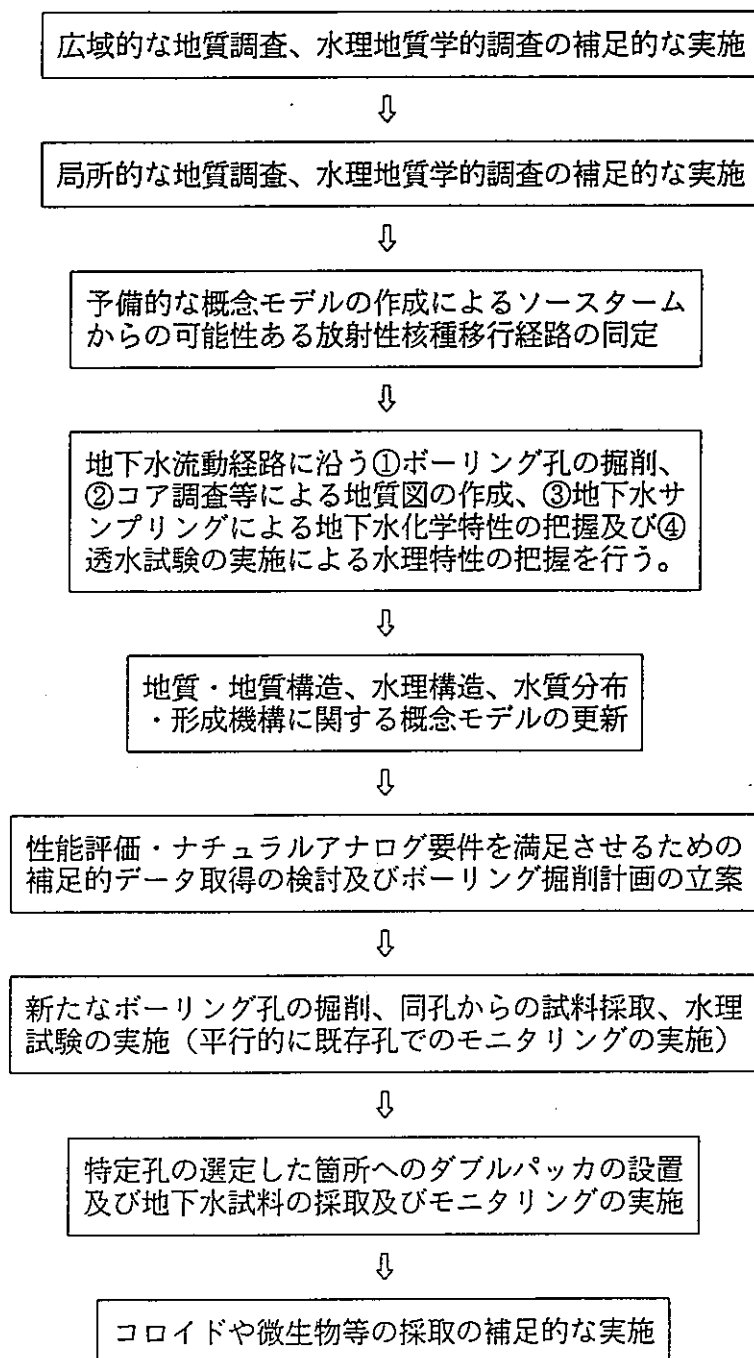 広域的な地質調査、水理地質学的調査の補足的な実施
⇩
局所的な地質調査、水理地質学的調査の補足的な実施
⇩
予備的な概念モデルの作成によるソースターム
からの可能性ある放射性核種移行経路の同定
⇩
地下水流動経路に沿う①ボーリング孔の掘削、
②コア調査等による地質図の作成、③地下水サ
ンプリングによる地下水化学特性の把握及び④
透水試験の実施による水理特性の把握を行う。
⇩
地質・地質構造、水理構造、水質分布
・形成機構に関する概念モデルの更新
⇩
性能評価・ナチュラルアナログ要件を満足させるための
補足的データ取得の検討及びボーリング掘削計画の立案
⇩
新たなボーリング孔の掘削、同孔からの試料採取、水理
試験の実施（平行的に既存孔でのモニタリングの実施）
⇩
特定孔の選定した箇所へのダブルパッカの設置
及び地下水試料の採取及びモニタリングの実施
⇩
コロイドや微生物等の採取の補足的な実施